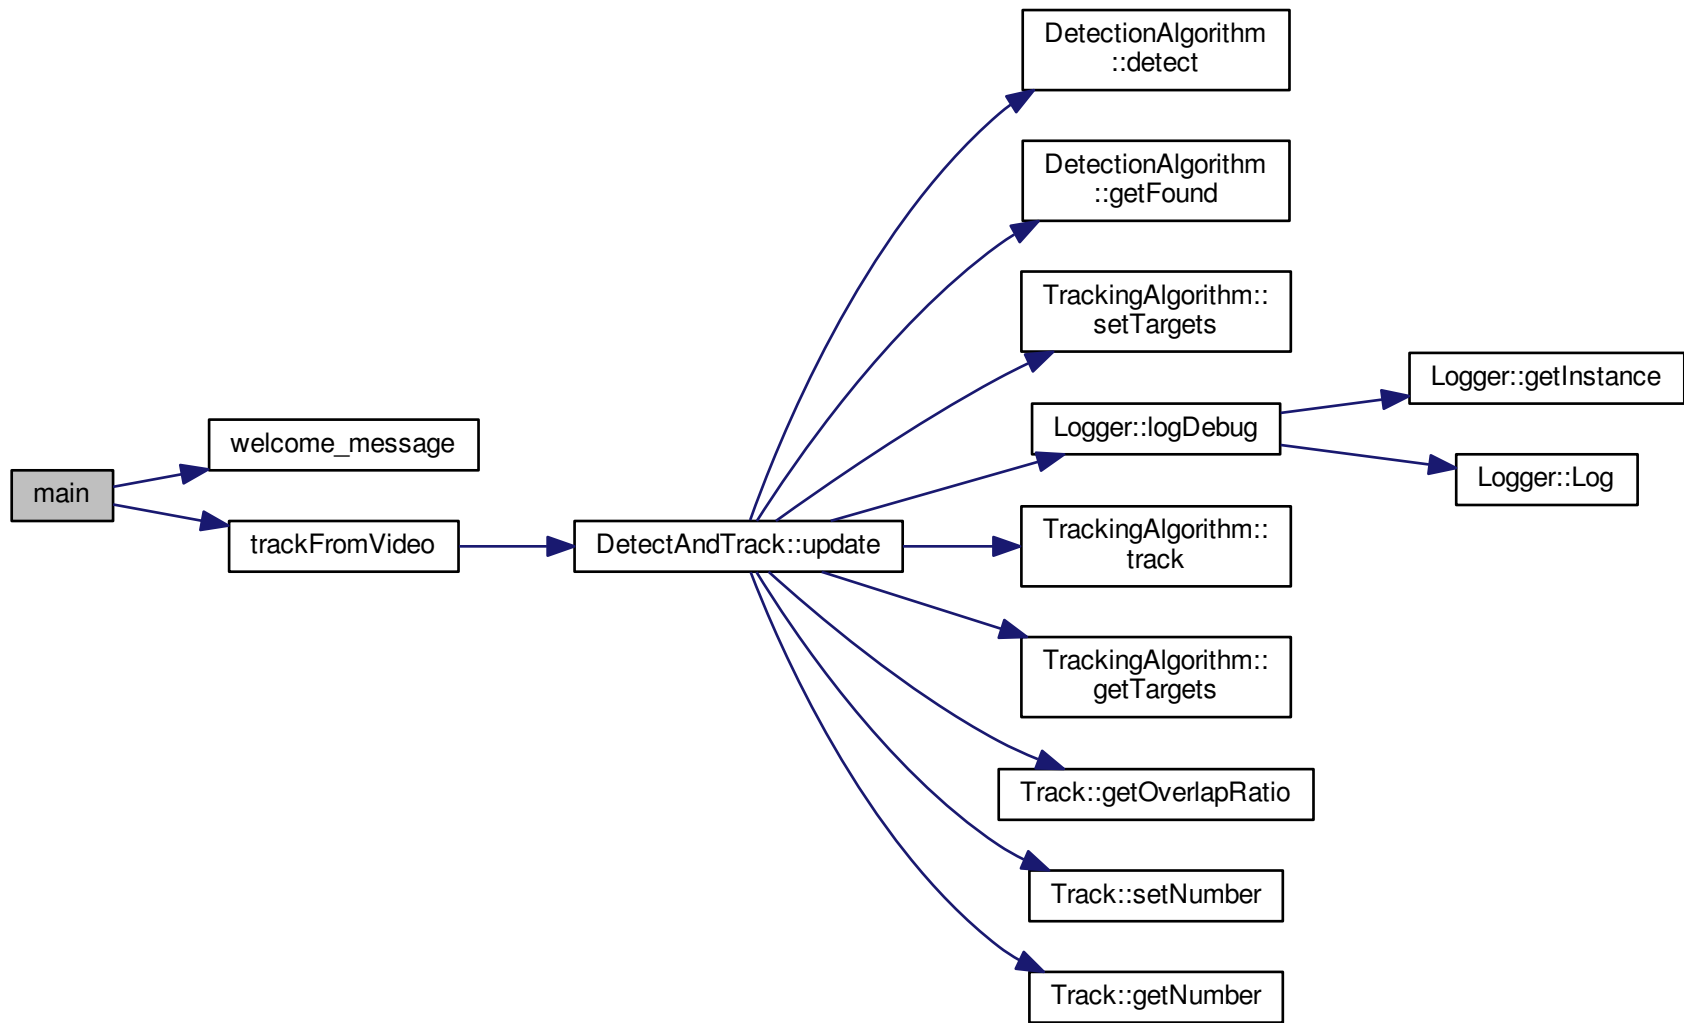 main
welcome_message
trackFromVideo
DetectAndTrack::update
DetectionAlgorithm
::detect
DetectionAlgorithm
::getFound
TrackingAlgorithm::
setTargets
Logger::logDebug
TrackingAlgorithm::
track
TrackingAlgorithm::
getTargets
Track::getOverlapRatio
Track::setNumber
Track::getNumber
Logger::getInstance
Logger::Log